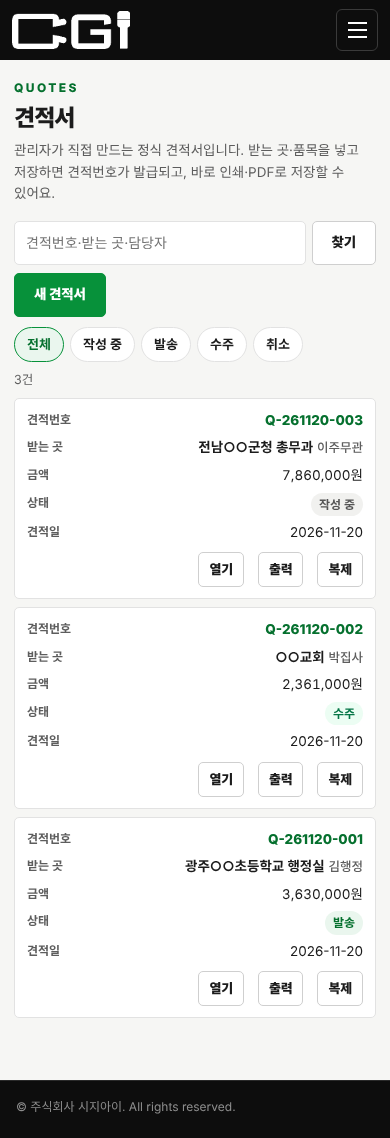 CGI
QUOTES
견적서
관리자가 직접 만드는 정식 견적서입니다. 받는 곳·품목을 넣고
저장하면 견적번호가 발급되고, 바로 인쇄·PDF로 저장할 수
있어요.
견적번호·받는 곳·담당자
찾기
새 견적서
전체 작성 중 발송 수주 취소
3건
견적번호 Q-261120-003
받는 곳 전남○○군청 총무과 이주무관
금액 7,860,000원
상태 작성 중
견적일 2026-11-20
열기 출력 복제
견적번호 Q-261120-002
받는 곳 ○○교회 박집사
금액 2,361,000원
상태 수주
견적일 2026-11-20
열기 출력 복제
견적번호 Q-261120-001
받는 곳 광주○○초등학교 행정실 김행정
금액 3,630,000원
상태 발송
견적일 2026-11-20
열기 출력 복제
© 주식회사 시지아이. All rights reserved.